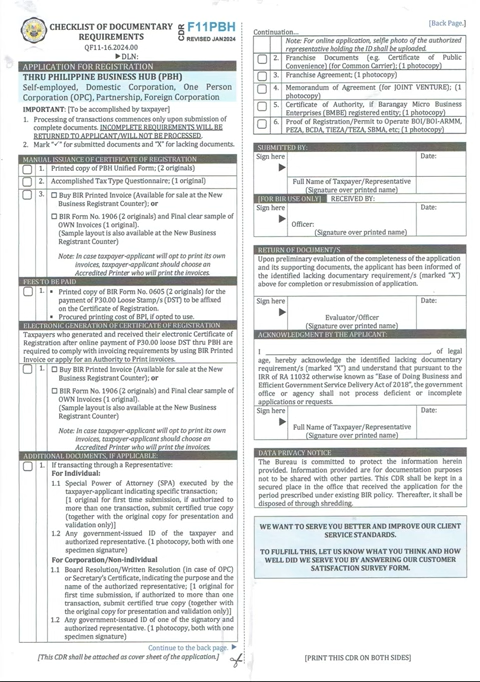 CHECKLIST OF DOCUMENTARY
REQUIREMENTS
QF11-16.2024.00
▶DLN:
CDR F11PBH
REVISED JAN2024
APPLICATION FOR REGISTRATION
THRU PHILIPPINE BUSINESS HUB (PBH)
Self-employed, Domestic Corporation, One Person
Corporation (OPC), Partnership, Foreign Corporation
IMPORTANT: [To be accomplished by taxpayer]
1. Processing of transactions commences only upon submission of
complete documents. INCOMPLETE REQUIREMENTS WILL BE
RETURNED TO APPLICANT/WILL NOT BE PROCESSED.
2. Mark "✓" for submitted documents and "X" for lacking documents.
MANUAL ISSUANCE OF CERTIFICATE OF REGISTRATION
1. Printed copy of PBH Unified Form; (2 originals)
2. Accomplished Tax Type Questionnaire; (1 original)
3. ☐ Buy BIR Printed Invoice (Available for sale at the New
Business Registrant Counter); or
☐ BIR Form No. 1906 (2 originals) and Final clear sample of
OWN Invoices (1 original).
(Sample layout is also available at the New Business
Registrant Counter)
Note: In case taxpayer-applicant will opt to print its own
invoices, taxpayer-applicant should choose an
Accredited Printer who will print the invoices.
FEES TO BE PAID
1. • Printed copy of BIR Form No. 0605 (2 originals) for the
payment of P30.00 Loose Stamp/s (DST) to be affixed
on the Certificate of Registration.
• Procured printing cost of BPI, if opted to use.
ELECTRONIC GENERATION OF CERTIFICATE OF REGISTRATION
Taxpayers who generated and received their electronic Certificate of
Registration after online payment of P30.00 loose DST thru PBH are
required to comply with invoicing requirements by using BIR Printed
Invoice or apply for an Authority to Print invoices.
1. ☐ Buy BIR Printed Invoice (Available for sale at the New
Business Registrant Counter); or
☐ BIR Form No. 1906 (2 originals) and Final clear sample of
OWN Invoices (1 original).
(Sample layout is also available at the New Business
Registrant Counter)
Note: In case taxpayer-applicant will opt to print its own
invoices, taxpayer-applicant should choose an
Accredited Printer who will print the invoices.
ADDITIONAL DOCUMENTS, IF APPLICABLE:
1. If transacting through a Representative:
For Individual:
1.1 Special Power of Attorney (SPA) executed by the
taxpayer-applicant indicating specific transaction;
[1 original for first time submission, if authorized to
more than one transaction, submit certified true copy
(together with the original copy for presentation and
validation only)]
1.2 Any government-issued ID of the taxpayer and
authorized representative. (1 photocopy, both with one
specimen signature)
For Corporation/Non-individual
1.1 Board Resolution/Written Resolution (in case of OPC)
or Secretary's Certificate, indicating the purpose and the
name of the authorized representative; [1 original for
first time submission, if authorized to more than one
transaction, submit certified true copy (together with
the original copy for presentation and validation only)]
1.2 Any government-issued ID of one of the signatory and
authorized representative. (1 photocopy, both with one
specimen signature)
Continue to the back page. ▶
[This CDR shall be attached as cover sheet of the application.]
[Back Page.]
Continuation...
Note: For online application, selfie photo of the authorized
representative holding the ID shall be uploaded.
2. Franchise Documents (e.g. Certificate of Public
Convenience) (for Common Carrier); (1 photocopy)
3. Franchise Agreement; (1 photocopy)
4. Memorandum of Agreement (for JOINT VENTURE); (1
photocopy)
5. Certificate of Authority, if Barangay Micro Business
Enterprises (BMBE) registered entity; (1 photocopy)
6. Proof of Registration/Permit to Operate BOI/BOI-ARMM,
PEZA, BCDA, TIEZA/TEZA, SBMA, etc; (1 photocopy)
SUBMITTED BY:
Sign here
▶
Date:
Full Name of Taxpayer/Representative
(Signature over printed name)
[FOR BIR USE ONLY] RECEIVED BY:
Sign here
▶
Date:
Officer:
(Signature over printed name)
RETURN OF DOCUMENT/S
Upon preliminary evaluation of the completeness of the application
and its supporting documents, the applicant has been informed of
the identified lacking documentary requirement/s (marked "X")
above for completion or resumption of application.
Sign here
▶
Date:
Evaluator/Officer
(Signature over printed name)
ACKNOWLEDGMENT BY THE APPLICANT:
I ________________, of legal
age, hereby acknowledge the identified lacking documentary
requirement/s (marked "X") and understand that pursuant to the
IRR of RA 11032 otherwise known as "Ease of Doing Business and
Efficient Government Service Delivery Act of 2018", the government
office or agency shall not process deficient or incomplete
applications or requests.
Sign here
▶
Date:
Full Name of Taxpayer/Representative
(Signature over printed name)
DATA PRIVACY NOTICE
The Bureau is committed to protect the information herein
provided. Information provided are for documentation purposes
and not to be shared with other parties. This CDR shall be kept in a
secured place in the office that received the application for the
period prescribed under existing BIR policy. Thereafter, it shall be
disposed of through shredding.
WE WANT TO SERVE YOU BETTER AND IMPROVE OUR CLIENT
SERVICE STANDARDS.
TO FULFILL THIS, LET US KNOW WHAT YOU THINK AND HOW
WELL DID WE SERVE YOU BY ANSWERING OUR CUSTOMER
SATISFACTION SURVEY FORM.
[PRINT THIS CDR ON BOTH SIDES]